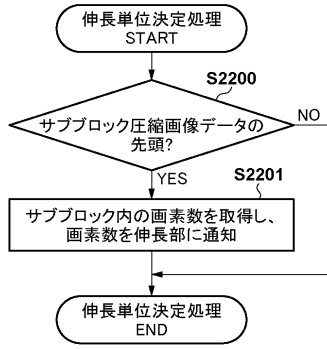 伸長単位決定処理
START
S2200
サブブロック圧縮画像データの
先頭?
NO
YES
S2201
サブブロック内の画素数を取得し、
画素数を伸長部に通知
伸長単位決定処理
END